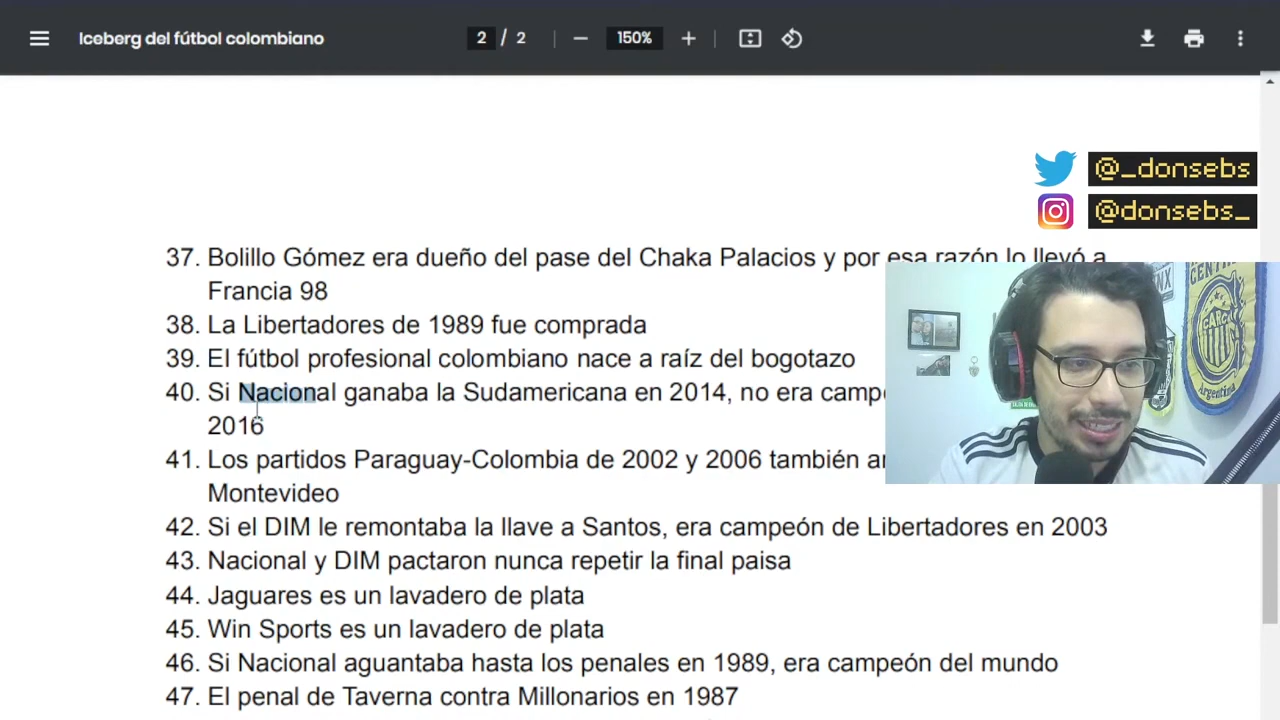 Iceberg del fútbol colombiano
2 / 2
150%
@_donsebs
@donsebs_
37. Bolillo Gómez era dueño del pase del Chaka Palacios y por esa razón lo llevó a
Francia 98
38. La Libertadores de 1989 fue comprada
39. El fútbol profesional colombiano nace a raíz del bogotazo
40. Si Nacional ganaba la Sudamericana en 2014, no era
2016
41. Los partidos Paraguay-Colombia de 2002 y 2006 también
Montevideo
42. Si el DIM le remontaba la llave a Santos, era campeón de Libertadores en 2003
43. Nacional y DIM pactaron nunca repetir la final paisa
44. Jaguares es un lavadero de plata
45. Win Sports es un lavadero de plata
46. Si Nacional aguantaba hasta los penales en 1989, era campeón del mundo
47. El penal de Taverna contra Millonarios en 1987
CENTRAL
CARC
Argentina